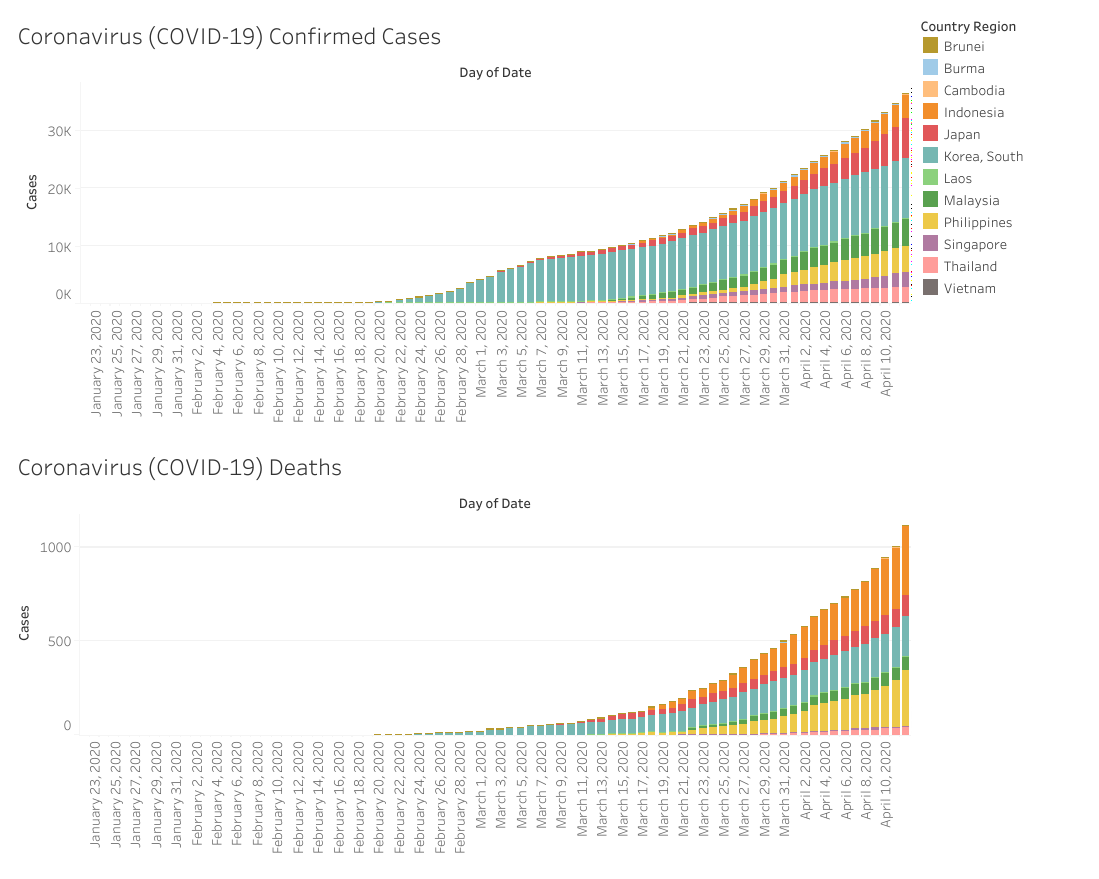 Coronavirus (COVID-19) Confirmed Cases
Day of Date
Cases
30K
20K
10K
0K
January 23, 2020
January 25, 2020
January 27, 2020
January 29, 2020
January 31, 2020
February 2, 2020
February 4, 2020
February 6, 2020
February 8, 2020
February 10, 2020
February 12, 2020
February 14, 2020
February 16, 2020
February 18, 2020
February 20, 2020
February 22, 2020
February 24, 2020
February 26, 2020
February 28, 2020
March 1, 2020
March 3, 2020
March 5, 2020
March 7, 2020
March 9, 2020
March 11, 2020
March 13, 2020
March 15, 2020
March 17, 2020
March 19, 2020
March 21, 2020
March 23, 2020
March 25, 2020
March 27, 2020
March 29, 2020
March 31, 2020
April 2, 2020
April 4, 2020
April 6, 2020
April 8, 2020
April 10, 2020
Country Region
Brunei
Burma
Cambodia
Indonesia
Japan
Korea, South
Laos
Malaysia
Philippines
Singapore
Thailand
Vietnam
Coronavirus (COVID-19) Deaths
Day of Date
Cases
1000
500
0
January 23, 2020
January 25, 2020
January 27, 2020
January 29, 2020
January 31, 2020
February 2, 2020
February 4, 2020
February 6, 2020
February 8, 2020
February 10, 2020
February 12, 2020
February 14, 2020
February 16, 2020
February 18, 2020
February 20, 2020
February 22, 2020
February 24, 2020
February 26, 2020
February 28, 2020
March 1, 2020
March 3, 2020
March 5, 2020
March 7, 2020
March 9, 2020
March 11, 2020
March 13, 2020
March 15, 2020
March 17, 2020
March 19, 2020
March 21, 2020
March 23, 2020
March 25, 2020
March 27, 2020
March 29, 2020
March 31, 2020
April 2, 2020
April 4, 2020
April 6, 2020
April 8, 2020
April 10, 2020